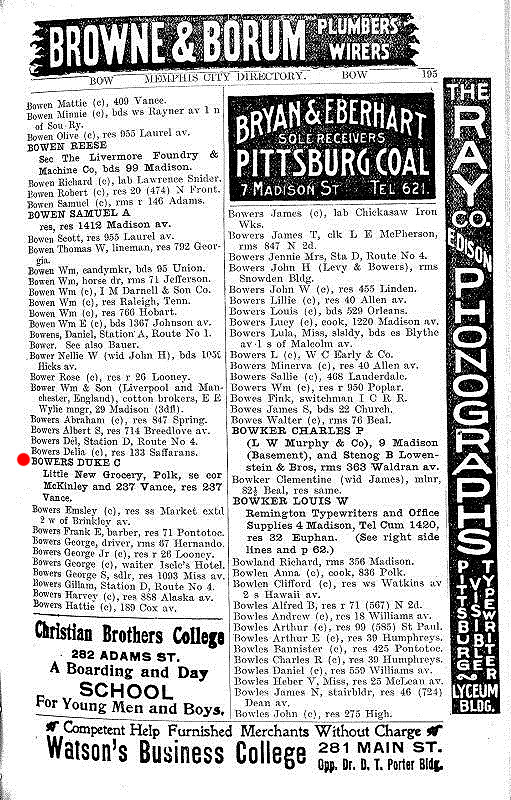 BROWNE & BORUM PLUMBERS WIRERS
BOW MEMPHIS CITY DIRECTORY. BOW 195
Bowen Mattie (c), 409 Vance.
Bowen Minnie (c), bds ws Rayner av 1 n
of Sou Ry.
Bowen Olive (c), res 955 Laurel av.
BOWEN REESE
See The Livermore Foundry &
Machine Co, bds 99 Madison.
Bowen Richard (c), lab Lawrence Snider.
Bowen Robert (c), res 20 (474) N Front.
Bowen Samuel (c), rms r 146 Adams.
BOWEN SAMUEL A
res, res 1412 Madison av.
Bowen Scott, res 955 Laurel av.
Bowen Thomas W, lineman, res 792 Geor-
gia.
Bowen Wm, candymkr, bds 95 Union.
Bowen Wm, horse dr, rms 71 Jefferson.
Bowen Wm (c), I M Darnell & Son Co.
Bowen Wm (c), res Raleigh, Tenn.
Bowen Wm (c), res 766 Hobart.
Bowen Wm E (c), bds 1367 Johnson av.
Bowens, Daniel, Station A, Route No 1.
Bower. See also Bauer.
Bower Nellie W (wid John H), bds 1050
Hicks av.
Bower Rose (c), res r 26 Looney.
Bower Wm & Son (Liverpool and Man-
chester, England), cotton brokers, E E
Wylie mngr, 29 Madison (3dfl).
Bowers Abraham (c), res 847 Spring.
Bowers Albert S, res 714 Breedlove av.
Bowers Del, Station D, Route No 4.
Bowers Delia (c), res 133 Saffarans.
BOWERS DUKE C
Little New Grocery, Polk, se cor
McKinley and 237 Vance, res 237
Vance.
Bowers Emsley (c), res ss Market extd
2 w of Brinkley av.
Bowers Frank E, barber, res 71 Pontotoc.
Bowers George, driver, rms 67 Hernando.
Bowers George Jr (c), res r 26 Looney.
Bowers George (c), waiter Isele's Hotel.
Bowers George S, sdlr, res 1093 Miss av.
Bowers Gillam, Station D, Route No 4.
Bowers Harvey (c), res 388 Alaska av.
Bowers Hattie (c), 189 Cox av.
Christian Brothers College
282 ADAMS ST.
A Boarding and Day
SCHOOL
For Young Men and Boys.
BRYAN & EBERHART
SOLE RECEIVERS
PITTSBURG COAL
7 MADISON ST TEL 621.
Bowers James (c), lab Chickasaw Iron
Wks.
Bowers James T, clk L E McPherson,
rms 847 N 2d.
Bowers Jennie Mrs, Sta D, Route No 4.
Bowers John H (Levy & Bowers), rms
Snowden Bldg.
Bowers John W (c), res 455 Linden.
Bowers Lillie (c), res 40 Allen av.
Bowers Louis (c), bds 529 Orleans.
Bowers Lucy (c), cook, 1220 Madison av.
Bowers Lula, Miss, slsldy, bds es Blythe
av 1 s of Malcolm av.
Bowers L (c), W C Early & Co.
Bowers Minerva (c), res 40 Allen av.
Bowers Sallie (c), 468 Lauderdale.
Bowers Wm (c), res r 950 Poplar.
Bowes Fink, switchman I C R R.
Bowes James S, bds 22 Church.
Bowes Walter (c), rms 76 Beal.
BOWKER CHARLES P
(L W Murphy & Co), 9 Madison
(Basement), and Stenog B Lowen-
stein & Bros, rms 363 Waldran av.
Bowker Clementine (wid James), mlnr,
82½ Beal, res same.
BOWKER LOUIS W
Remington Typewriters and Office
Supplies 4 Madison, Tel Cum 1420,
res 32 Euphan. (See right side
lines and p 62.)
Bowland Richard, rms 356 Madison.
Bowlen Anna (c), cook, 836 Polk.
Bowlen Clifford (c), res ws Watkins av
2 s Hawaii av.
Bowles Alfred B, res r 71 (567) N 2d.
Bowles Andrew (c), res 18 Williams av.
Bowles Arthur (c), res 99 (585) St Paul.
Bowles Arthur E (c), res 39 Humphreys.
Bowles Bannister (c), res 425 Pontotoc.
Bowles Charles R (c), res 39 Humphreys.
Bowles Daniel (c), res 559 Williams av.
Bowles Heber V, Miss, res 25 McLean av.
Bowles James N, stairbldr, res 46 (724)
Dean av.
Bowles John (c), res 275 High.
THE RAY CO EDISON PHONOGRAPHS
PITTSBURG VISIBLE TYPEWRITER
LYCEUM BLDG.
Competent Help Furnished Merchants Without Charge
Watson's Business College 281 MAIN ST.
Opp. Dr. D. T. Porter Bldg.